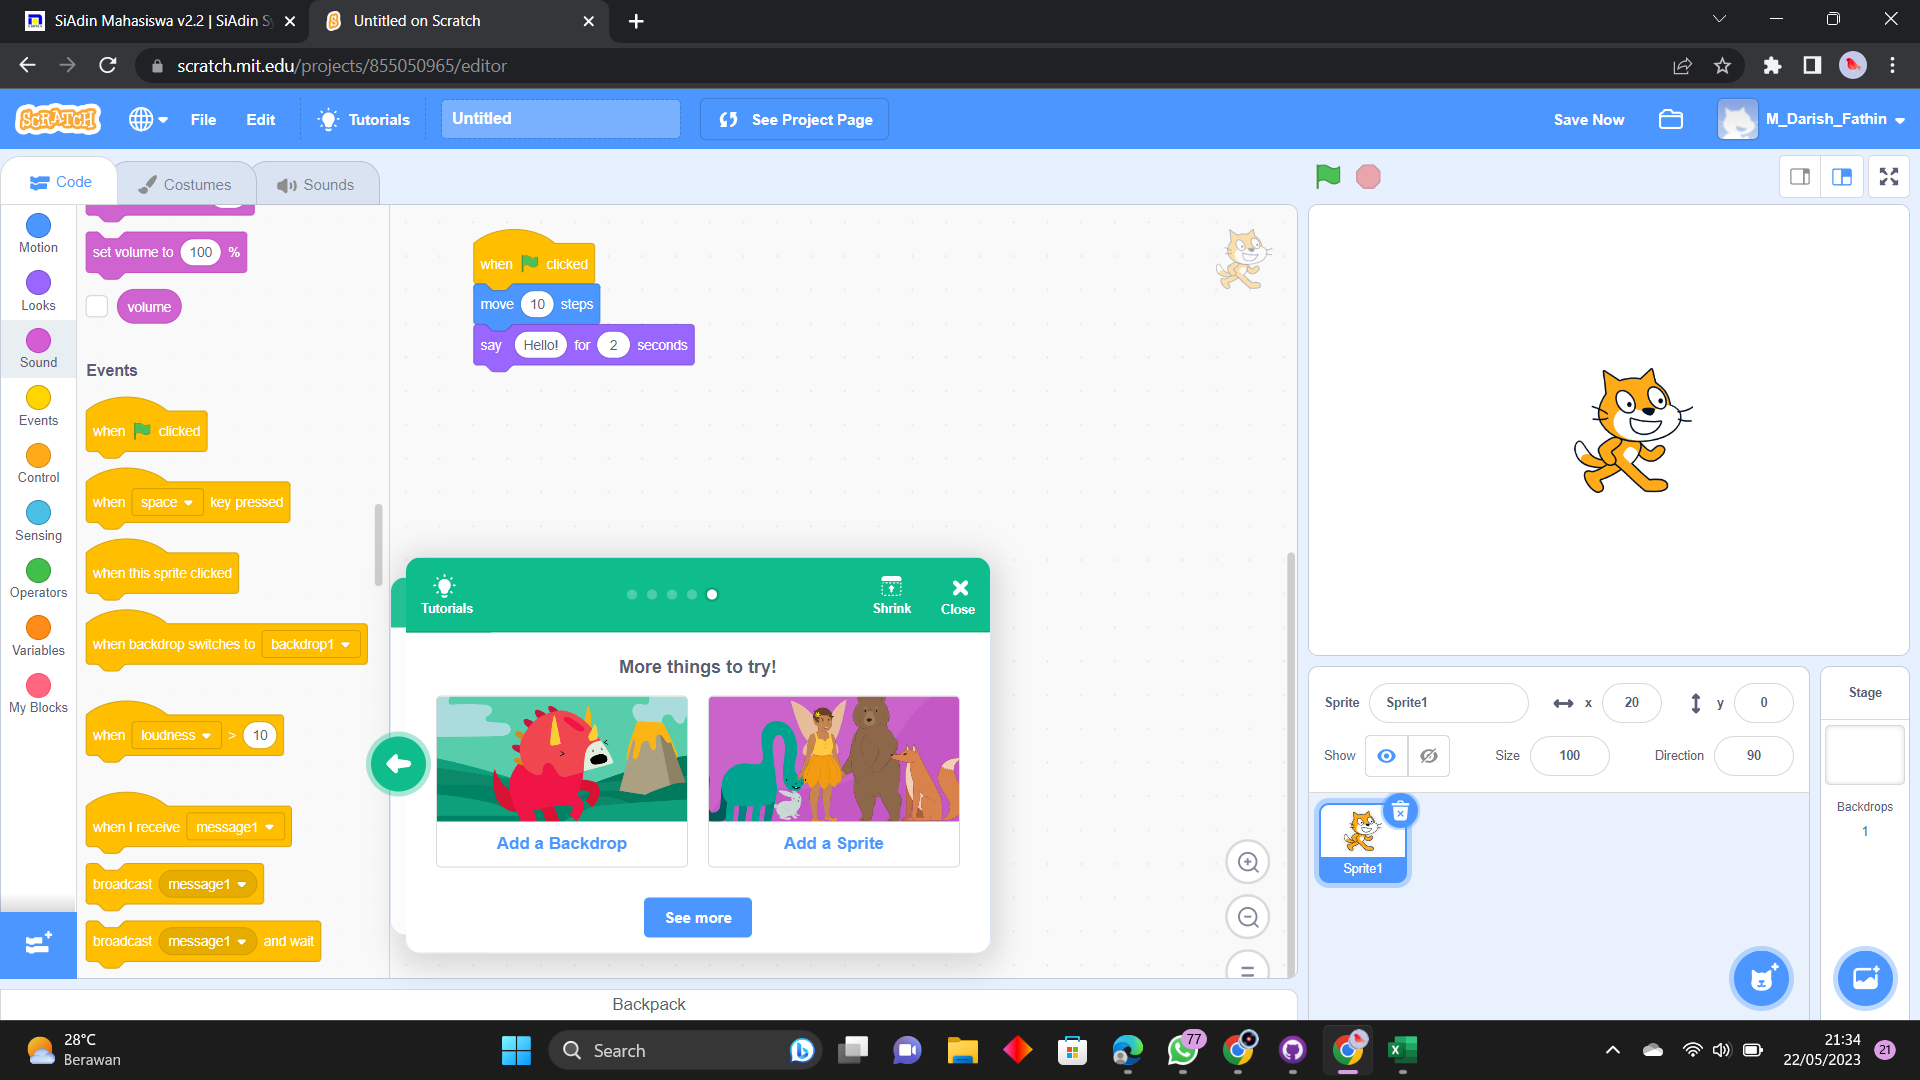 SiAdin Mahasiswa v2.2 | SiAdin S
Untitled on Scratch
scratch.mit.edu/projects/855050965/editor
SCRATCH
File
Edit
Tutorials
Untitled
See Project Page
Save Now
M_Darish_Fathin
Code
Costumes
Sounds
Motion
Looks
Sound
Events
Control
Sensing
Operators
Variables
My Blocks
set volume to 100 %
volume
Events
when clicked
when space key pressed
when this sprite clicked
when backdrop switches to backdrop1
when loudness > 10
when I receive message1
broadcast message1
broadcast message1 and wait
when clicked
move 10 steps
say Hello! for 2 seconds
Tutorials
Shrink
Close
More things to try!
Add a Backdrop
Add a Sprite
See more
Backpack
Sprite Sprite1 x 20 y 0
Show Size 100 Direction 90
Sprite1
Stage
Backdrops
1
28°C
Berawan
Search
77
21:34
22/05/2023
21